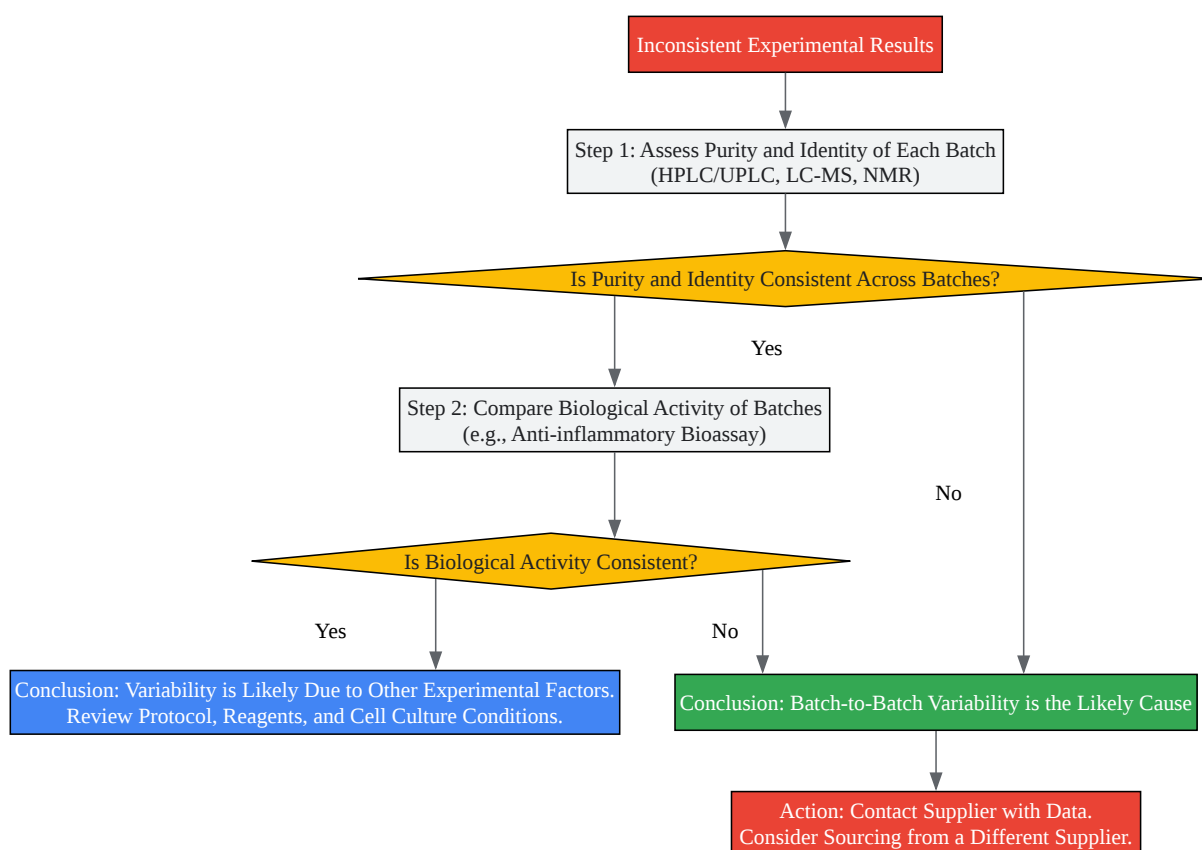 Inconsistent Experimental Results
Step 1: Assess Purity and Identity of Each Batch
(HPLC/UPLC, LC-MS, NMR)
Is Purity and Identity Consistent Across Batches?
Yes
Step 2: Compare Biological Activity of Batches
(e.g., Anti-inflammatory Bioassay)
No
Is Biological Activity Consistent?
Yes
No
Conclusion: Variability is Likely Due to Other Experimental Factors.
Review Protocol, Reagents, and Cell Culture Conditions.
Conclusion: Batch-to-Batch Variability is the Likely Cause
Action: Contact Supplier with Data.
Consider Sourcing from a Different Supplier.